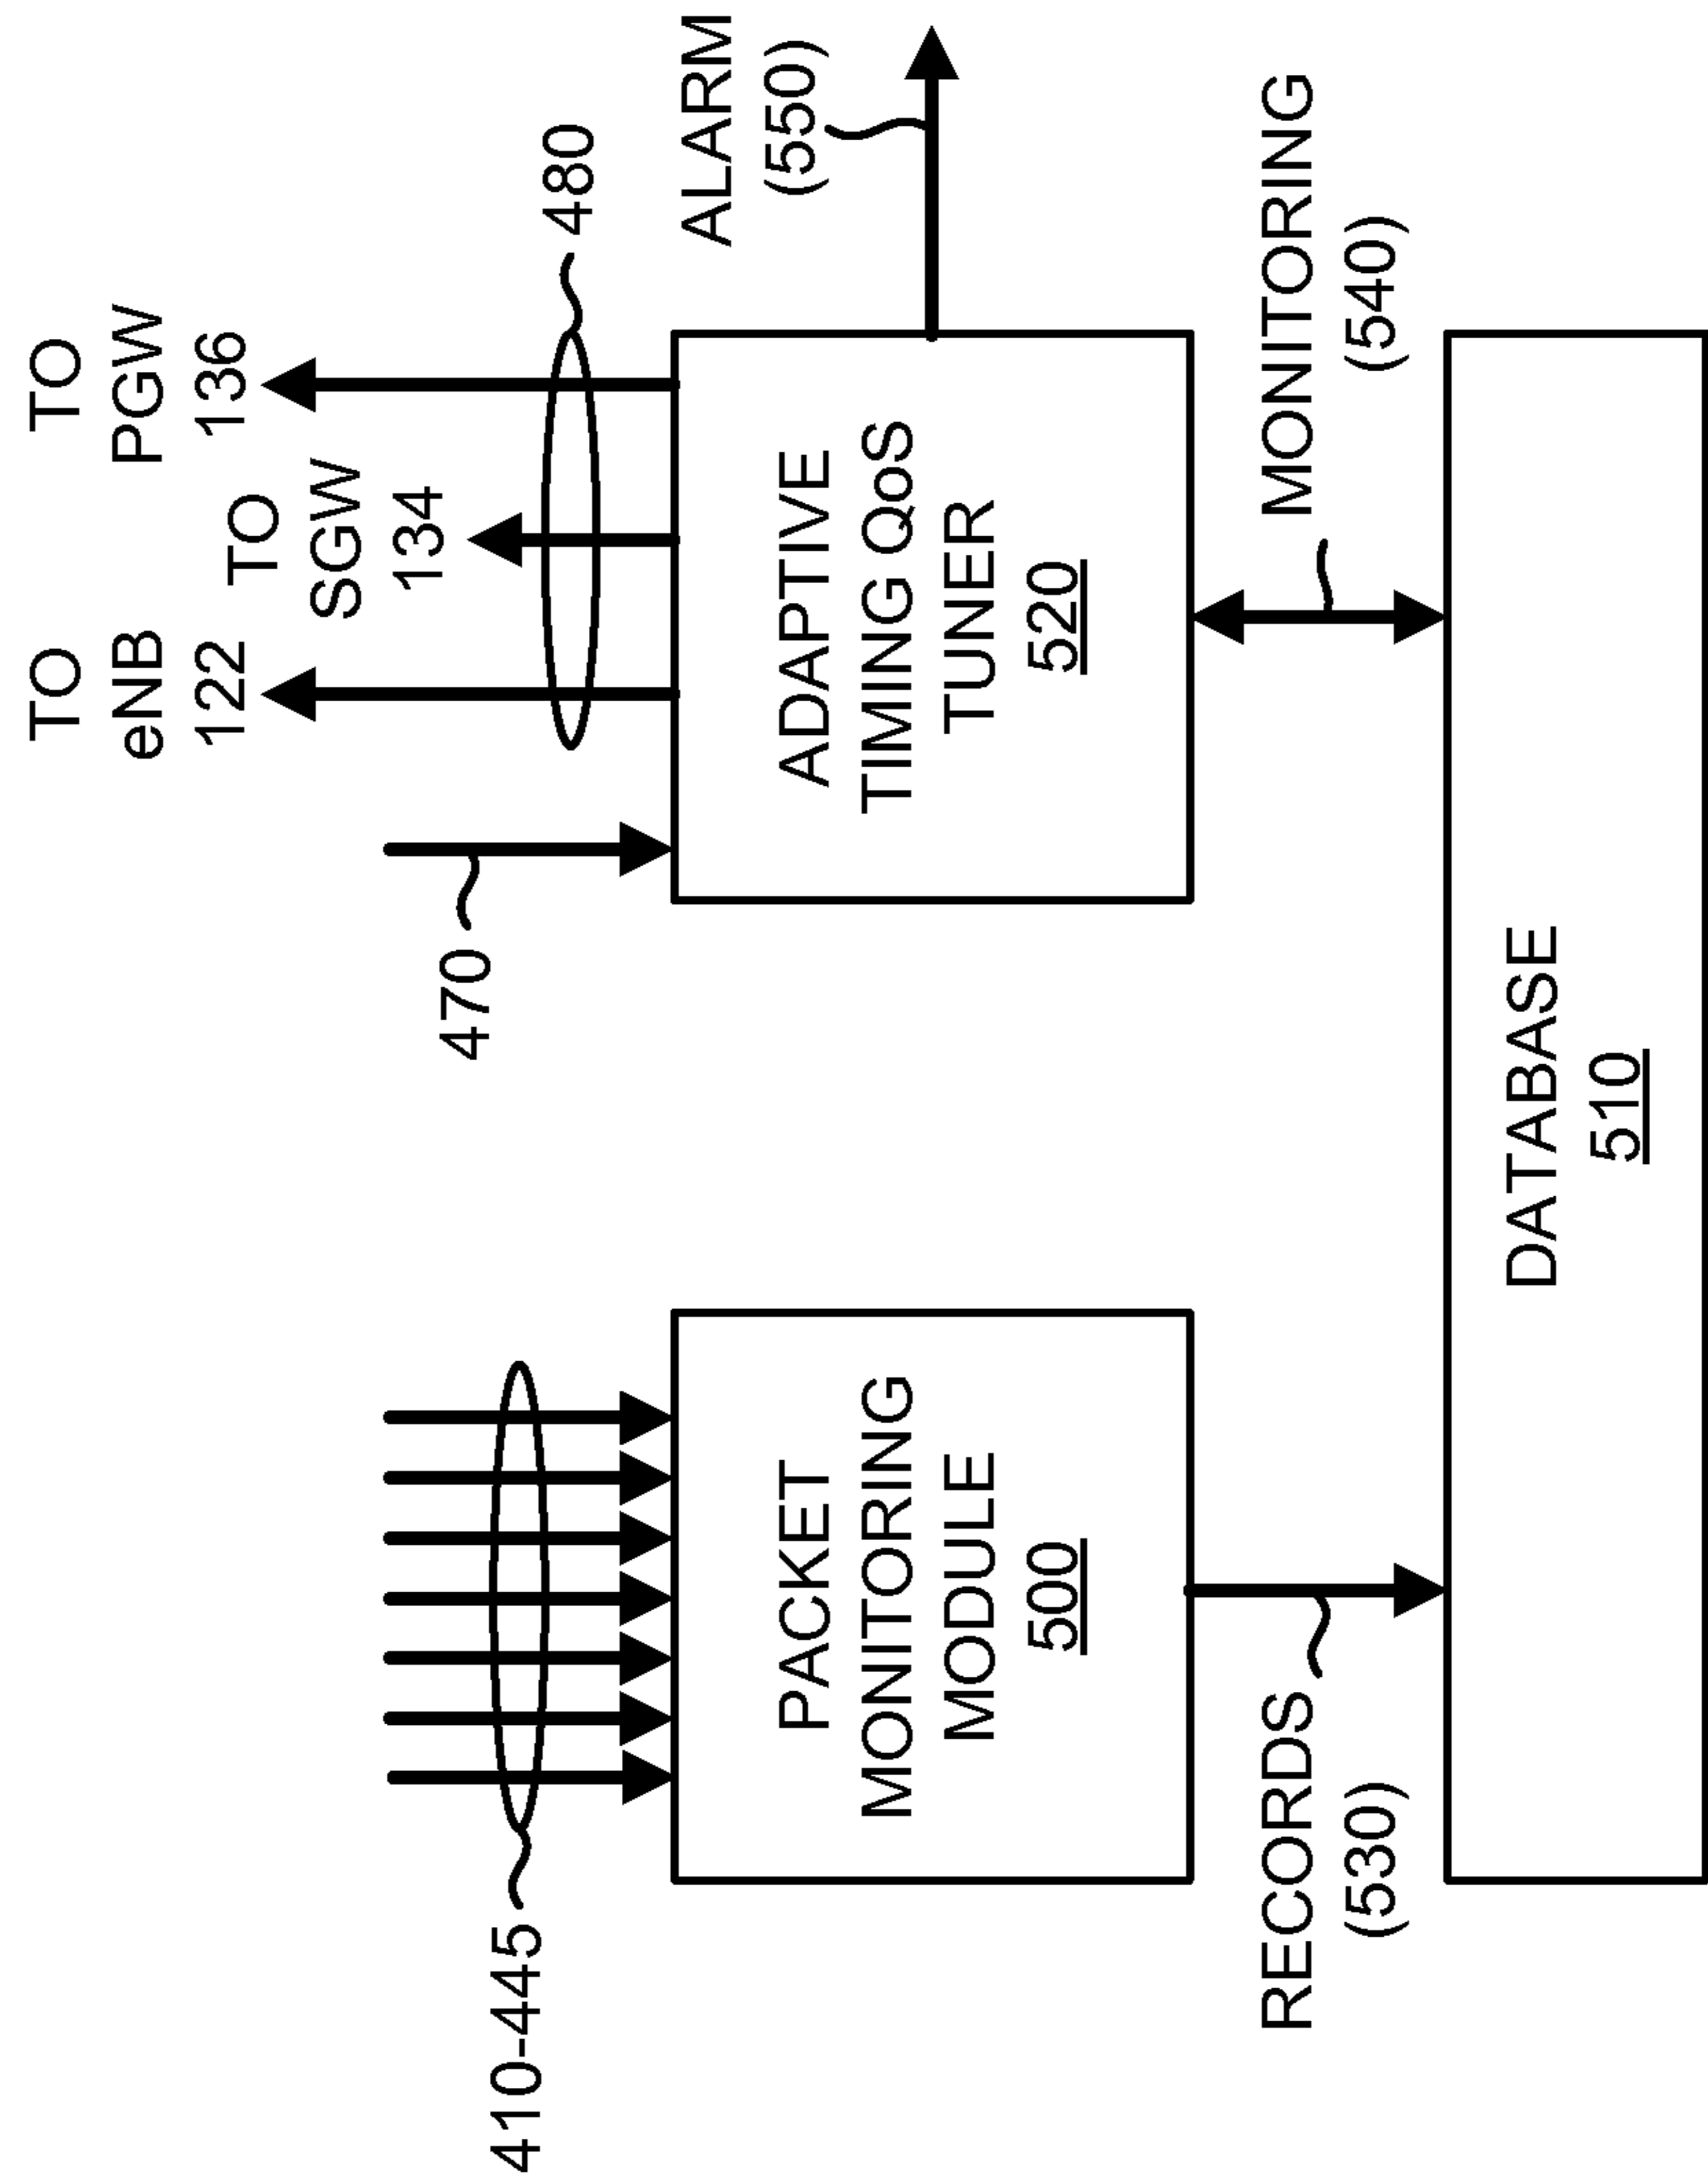 TO
eNB
122
TO
SGW
134
TO
PGW
136
410-445
470
480
PACKET
MONITORING
MODULE
500
ADAPTIVE
TIMING QoS
TUNER
520
ALARM
(550)
RECORDS
(530)
MONITORING
(540)
DATABASE
510